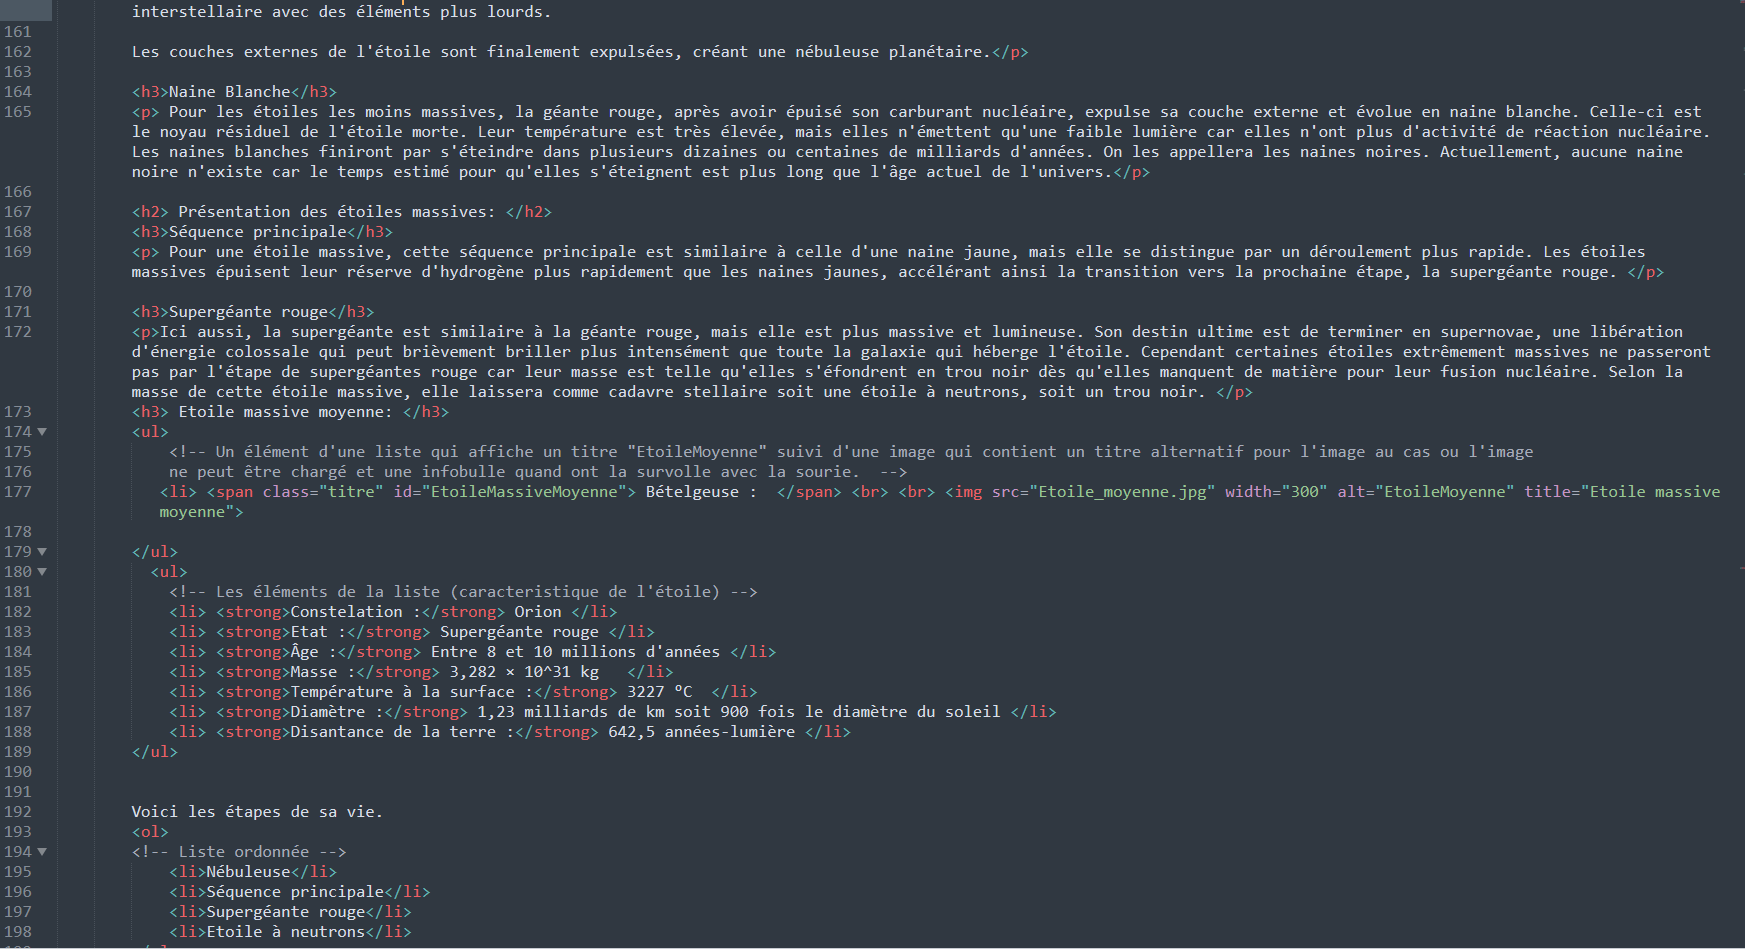 interstellaire avec des éléments plus lourds.
161
162 Les couches externes de l'étoile sont finalement expulsées, créant une nébuleuse planétaire.</p>
163
164 <h3>Naine Blanche</h3>
165 <p> Pour les étoiles les moins massives, la géante rouge, après avoir épuisé son carburant nucléaire, expulse sa couche externe et évolue en naine blanche. Celle-ci est
le noyau résiduel de l'étoile morte. Leur température est très élevée, mais elles n'émettent qu'une faible lumière car elles n'ont plus d'activité de réaction nucléaire.
Les naines blanches finiront par s'éteindre dans plusieurs dizaines ou centaines de milliards d'années. On les appellera les naines noires. Actuellement, aucune naine
noire n'existe car le temps estimé pour qu'elles s'éteignent est plus long que l'âge actuel de l'univers.</p>
166
167 <h2> Présentation des étoiles massives: </h2>
168 <h3>Séquence principale</h3>
169 <p> Pour une étoile massive, cette séquence principale est similaire à celle d'une naine jaune, mais elle se distingue par un déroulement plus rapide. Les étoiles
massives épuisent leur réserve d'hydrogène plus rapidement que les naines jaunes, accélérant ainsi la transition vers la prochaine étape, la supergéante rouge. </p>
170
171 <h3>Supergéante rouge</h3>
172 <p>Ici aussi, la supergéante est similaire à la géante rouge, mais elle est plus massive et lumineuse. Son destin ultime est de terminer en supernovae, une libération
d'énergie colossale qui peut brièvement briller plus intensément que toute la galaxie qui héberge l'étoile. Cependant certaines étoiles extrêmement massives ne passeront
pas par l'étape de supergéantes rouge car leur masse est telle qu'elles s'éfondrent en trou noir dès qu'elles manquent de matière pour leur fusion nucléaire. Selon la
masse de cette étoile massive, elle laissera comme cadavre stellaire soit une étoile à neutrons, soit un trou noir. </p>
173 <h3> Etoile massive moyenne: </h3>
174 <ul>
175 <!-- Un élément d'une liste qui affiche un titre "EtoileMoyenne" suivi d'une image qui contient un titre alternatif pour l'image au cas ou l'image
176 ne peut être chargé et une infobulle quand ont la survolle avec la sourie.  -->
177 <li> <span class="titre" id="EtoileMassiveMoyenne"> Bételgeuse :  </span> <br> <br> <img src="Etoile_moyenne.jpg" width="300" alt="EtoileMoyenne" title="Etoile massive
moyenne">
178
179 </ul>
180 <ul>
181 <!-- Les éléments de la liste (caracteristique de l'étoile) -->
182 <li> <strong>Constelation :</strong> Orion </li>
183 <li> <strong>Etat :</strong> Supergéante rouge </li>
184 <li> <strong>Âge :</strong> Entre 8 et 10 millions d'années </li>
185 <li> <strong>Masse :</strong> 3,282 × 10^31 kg   </li>
186 <li> <strong>Température à la surface :</strong> 3227 ºC  </li>
187 <li> <strong>Diamètre :</strong> 1,23 milliards de km soit 900 fois le diamètre du soleil </li>
188 <li> <strong>Disantance de la terre :</strong> 642,5 années-lumière </li>
189 </ul>
190
191
192 Voici les étapes de sa vie.
193 <ol>
194 <!-- Liste ordonnée -->
195 <li>Nébuleuse</li>
196 <li>Séquence principale</li>
197 <li>Supergéante rouge</li>
198 <li>Etoile à neutrons</li>